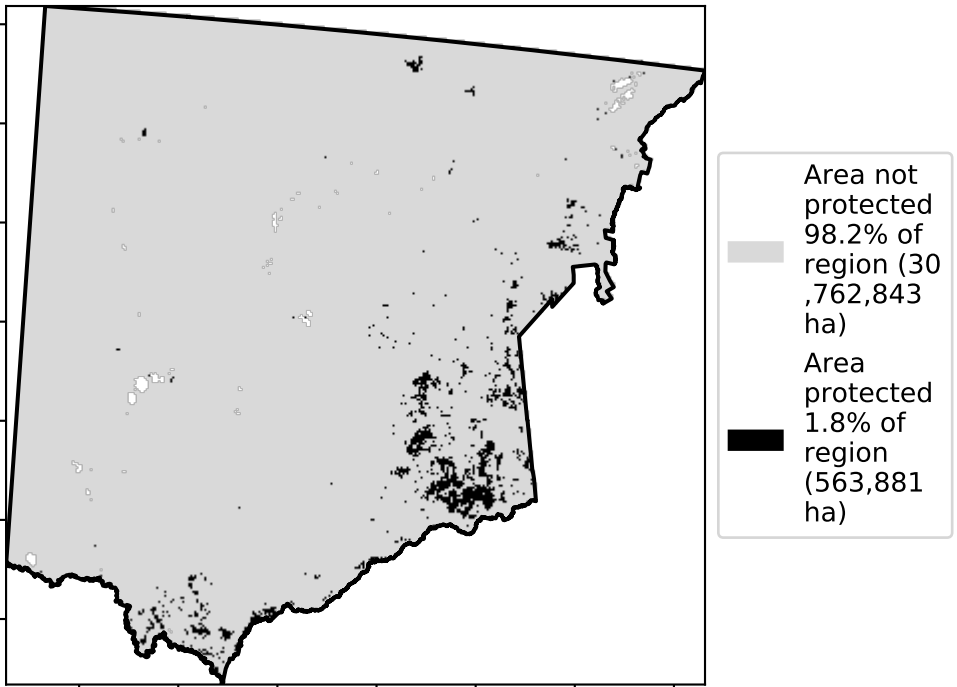 Area not
protected
98.2% of
region (30
,762,843
ha)
Area
protected
1.8% of
region
(563,881
ha)